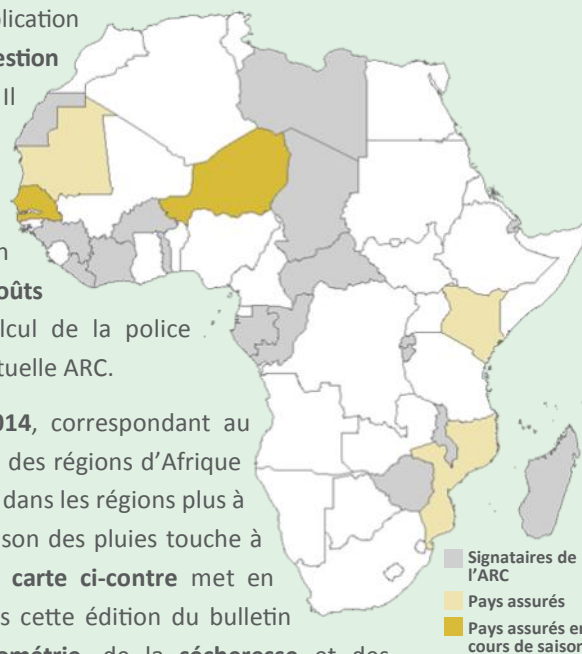 plication
estion
Il
n
oûts
lcul de la police
tuelle ARC.
014, correspondant au
des régions d'Afrique
dans les régions plus à
son des pluies touche à
carte ci-contre met en
s cette édition du bulletin
ométrie, de la sécheresse et des
Signataires de
l'ARC
Pays assurés
Pays assurés en
cours de saison